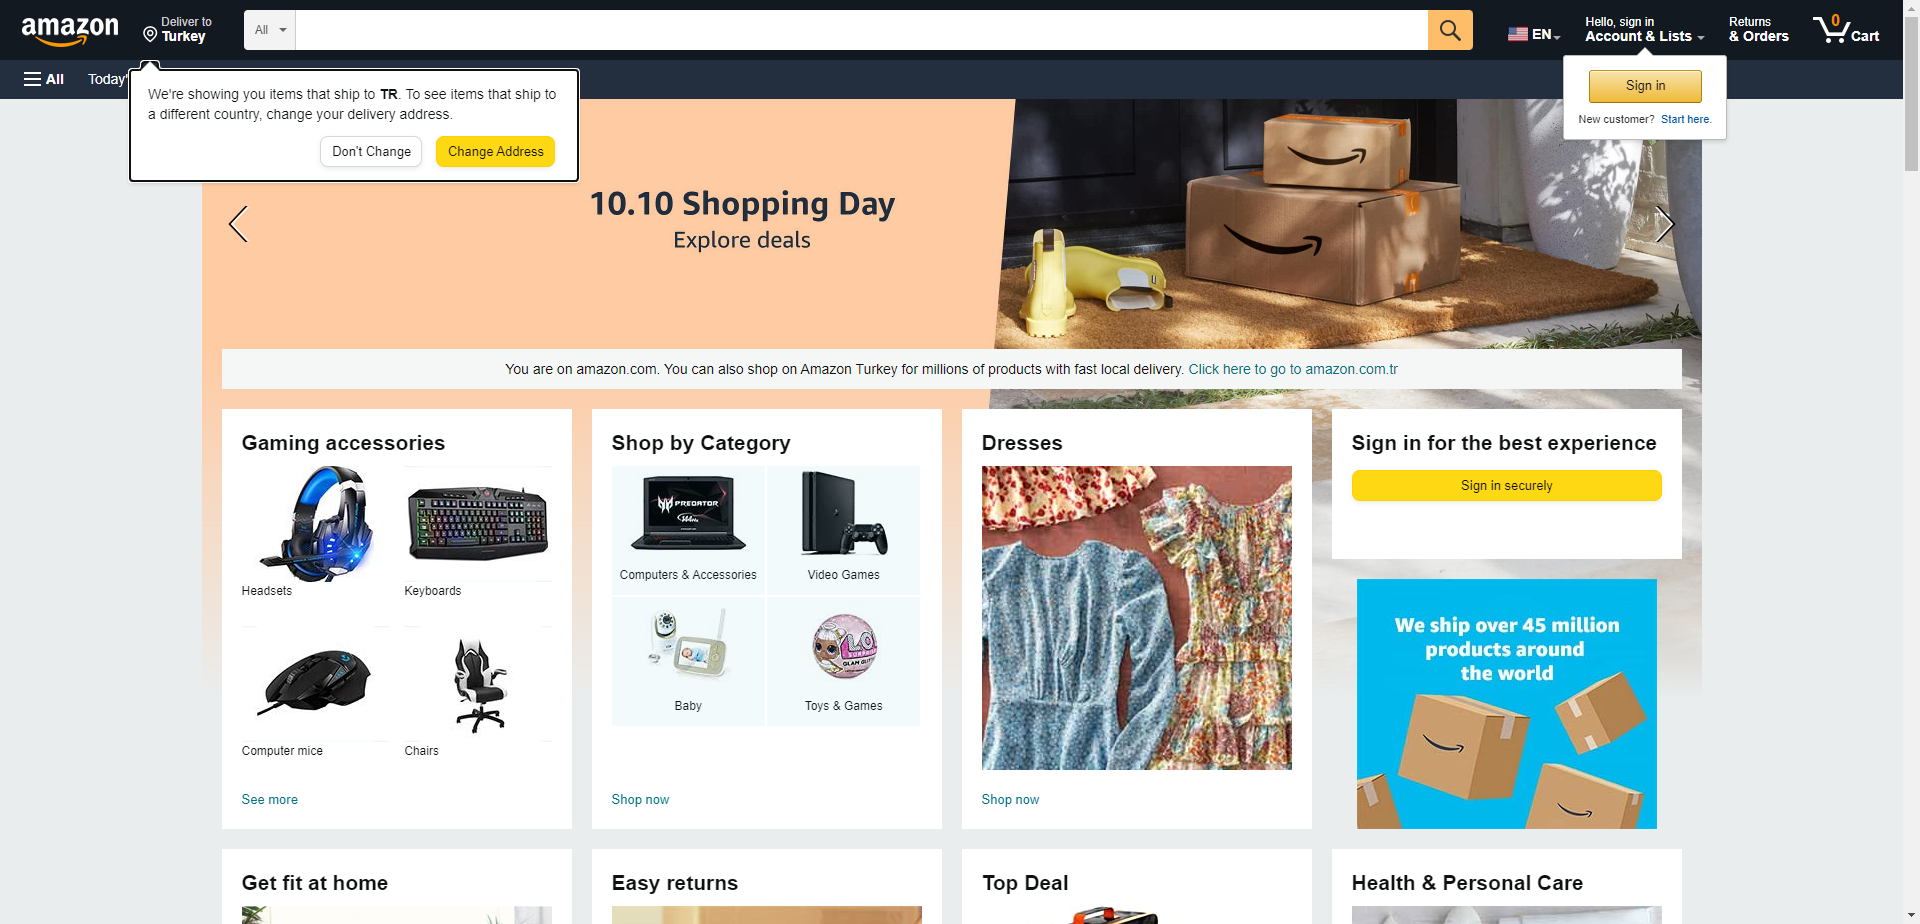 amazon
Deliver to
Turkey
All
EN
Hello, sign in
Account & Lists
Returns
& Orders
0
Cart
All
Today'
We're showing you items that ship to TR. To see items that ship to
a different country, change your delivery address.
Don't Change
Change Address
Sign in
New customer? Start here.
10.10 Shopping Day
Explore deals
You are on amazon.com. You can also shop on Amazon Turkey for millions of products with fast local delivery. Click here to go to amazon.com.tr
Gaming accessories
Headsets
Keyboards
Computer mice
Chairs
See more
Shop by Category
PREDATOR
Computers & Accessories
Video Games
Baby
L.O.L.
SURPRISE
GLAM GLITTER
Toys & Games
Shop now
Dresses
Shop now
Sign in for the best experience
Sign in securely
We ship over 45 million
products around
the world
Get fit at home
Easy returns
Top Deal
Health & Personal Care